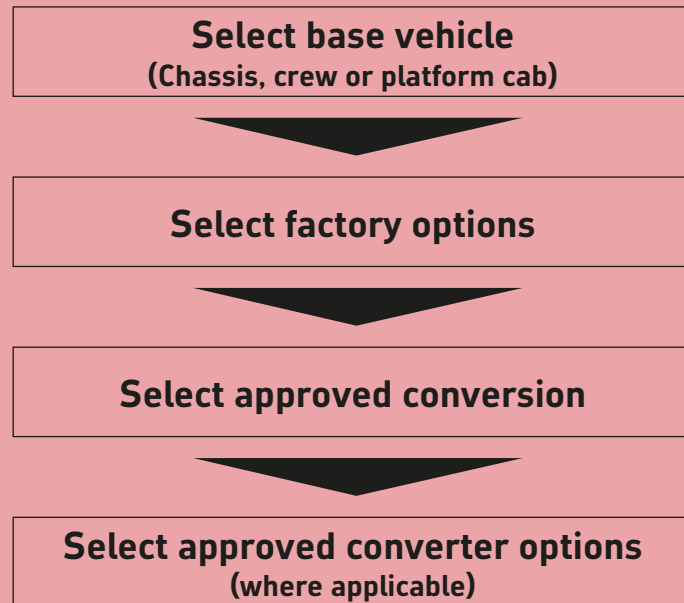 Select base vehicle
(Chassis, crew or platform cab)
Select factory options
Select approved conversion
Select approved converter options
(where applicable)